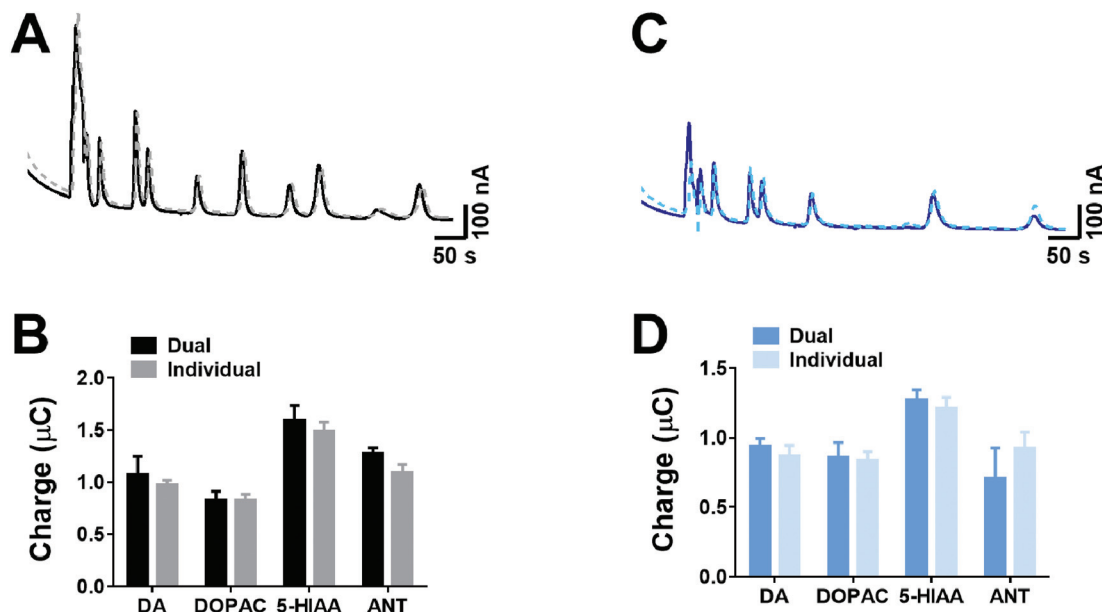 A
100 nA
50 s
C
100 nA
50 s
B
Dual
Individual
Charge (μC)
2.0
1.5
1.0
0.5
0.0
DA DOPAC 5-HIAA ANT
D
Dual
Individual
Charge (μC)
1.5
1.0
0.5
0.0
DA DOPAC 5-HIAA ANT